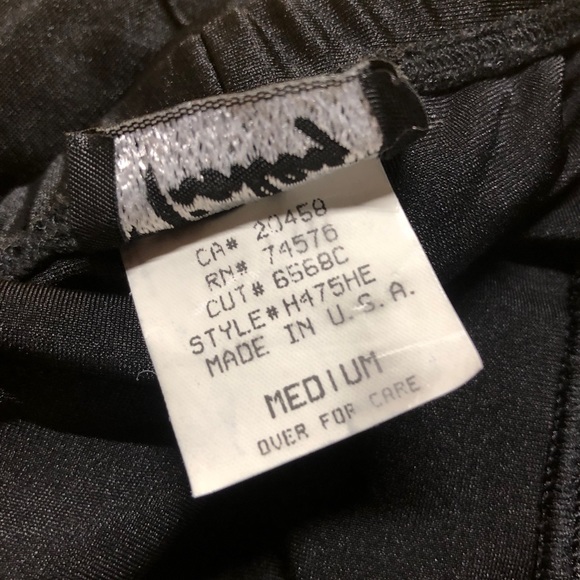 CA# 20458
RN# 74576
CUT# 6568C
STYLE# H475HE
MADE IN U.S.A.
MEDIUM
OVER FOR CARE